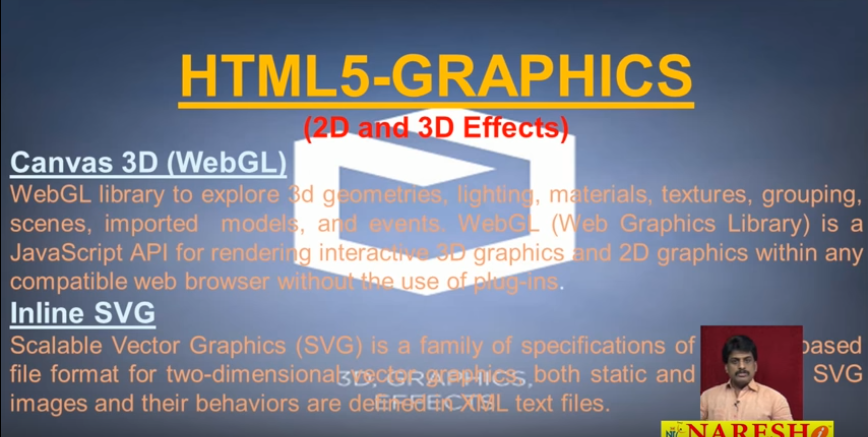 HTML5-GRAPHICS
(2D and 3D Effects)
Canvas 3D (WebGL)
WebGL library to explore 3d geometries, lighting, materials, textures, grouping,
scenes, imported models, and events. WebGL (Web Graphics Library) is a
JavaScript API for rendering interactive 3D graphics and 2D graphics within any
compatible web browser without the use of plug-ins.
Inline SVG
Scalable Vector Graphics (SVG) is a family of specifications of based
file format for two-dimensional vector graphics, both static and SVG
3D, GRAPHICS,
images and their behaviors are defined in XML text files.
EFFECTS
NARESH i